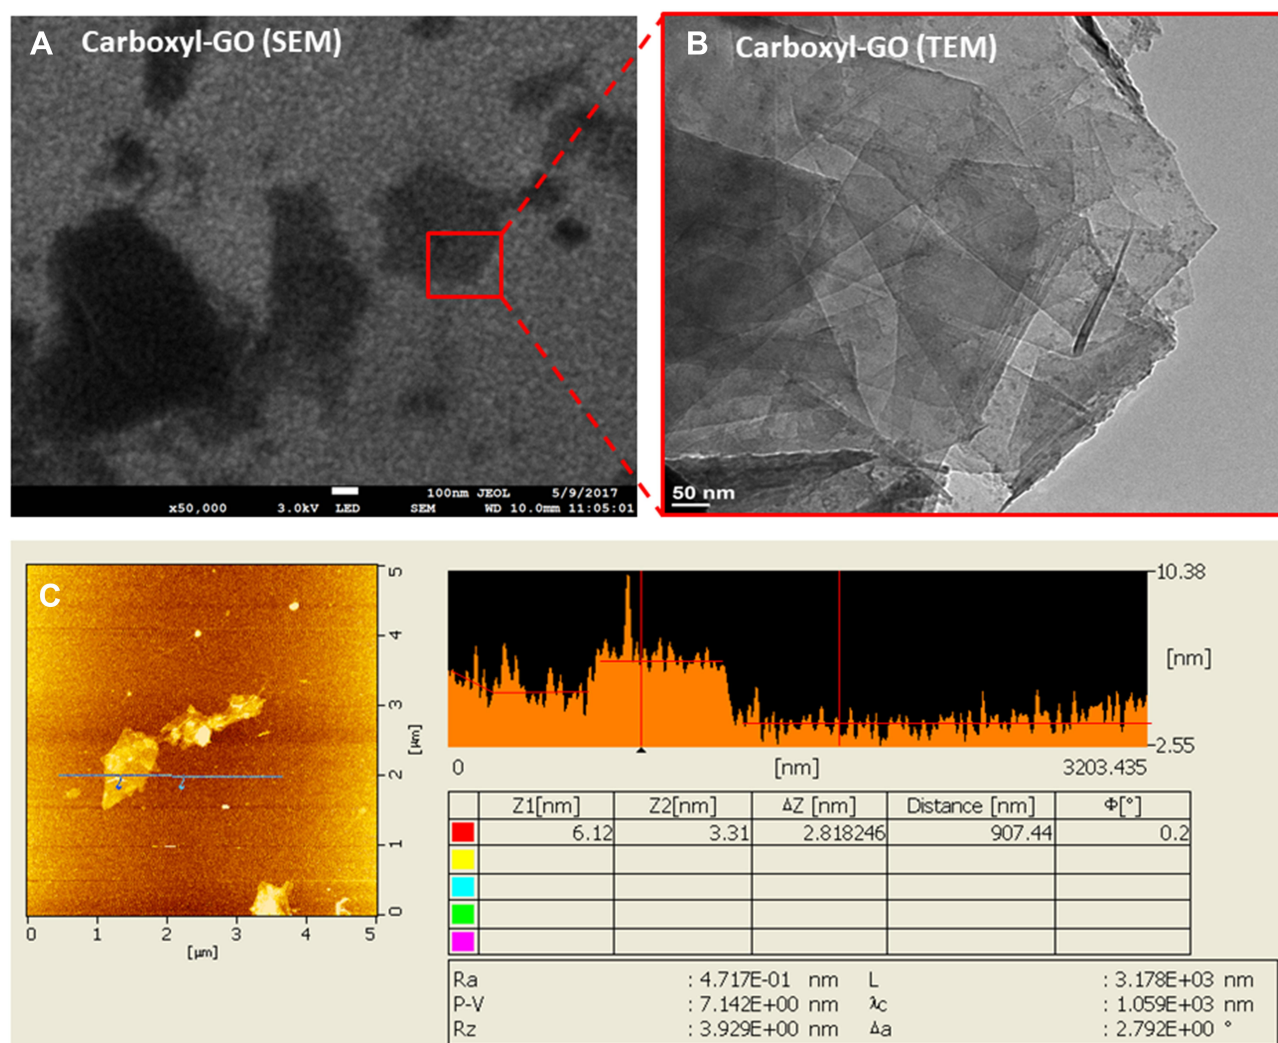 A Carboxyl-GO (SEM)
100nm JEOL 5/9/2017
x50,000 3.0kV LED SEM WD 10.0mm 11:05:01
B Carboxyl-GO (TEM)
50 nm
C
5
4
3
2
1
0
[µm]
0 1 2 3 4 5
[µm]
10.38
[nm]
2.55
0 [nm] 3203.435
Z1[nm] Z2[nm] ΔZ [nm] Distance [nm] Φ[°]
6.12 3.31 2.818246 907.44 0.2
Ra : 4.717E-01 nm L : 3.178E+03 nm
P-V : 7.142E+00 nm λc : 1.059E+03 nm
Rz : 3.929E+00 nm Δa : 2.792E+00 °